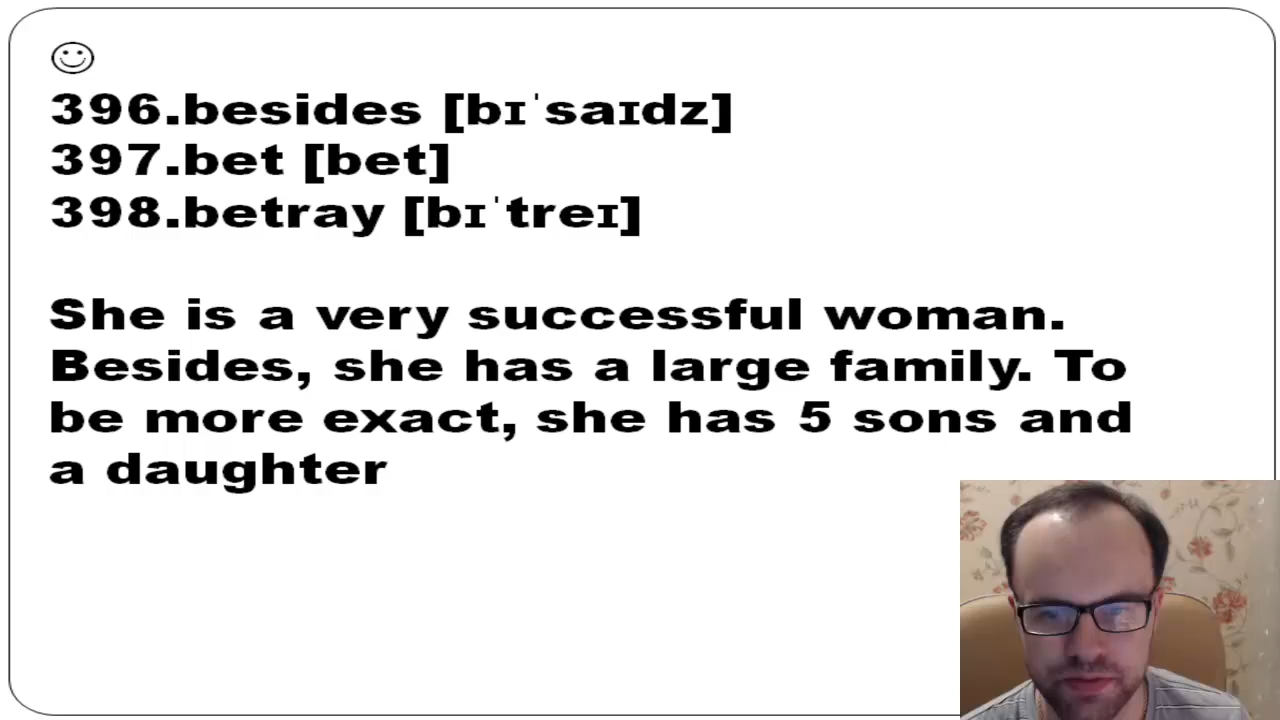 ☺
396.besides [bɪˈsaɪdz]
397.bet [bet]
398.betray [bɪˈtreɪ]
She is a very successful woman.
Besides, she has a large family. To
be more exact, she has 5 sons and
a daughter